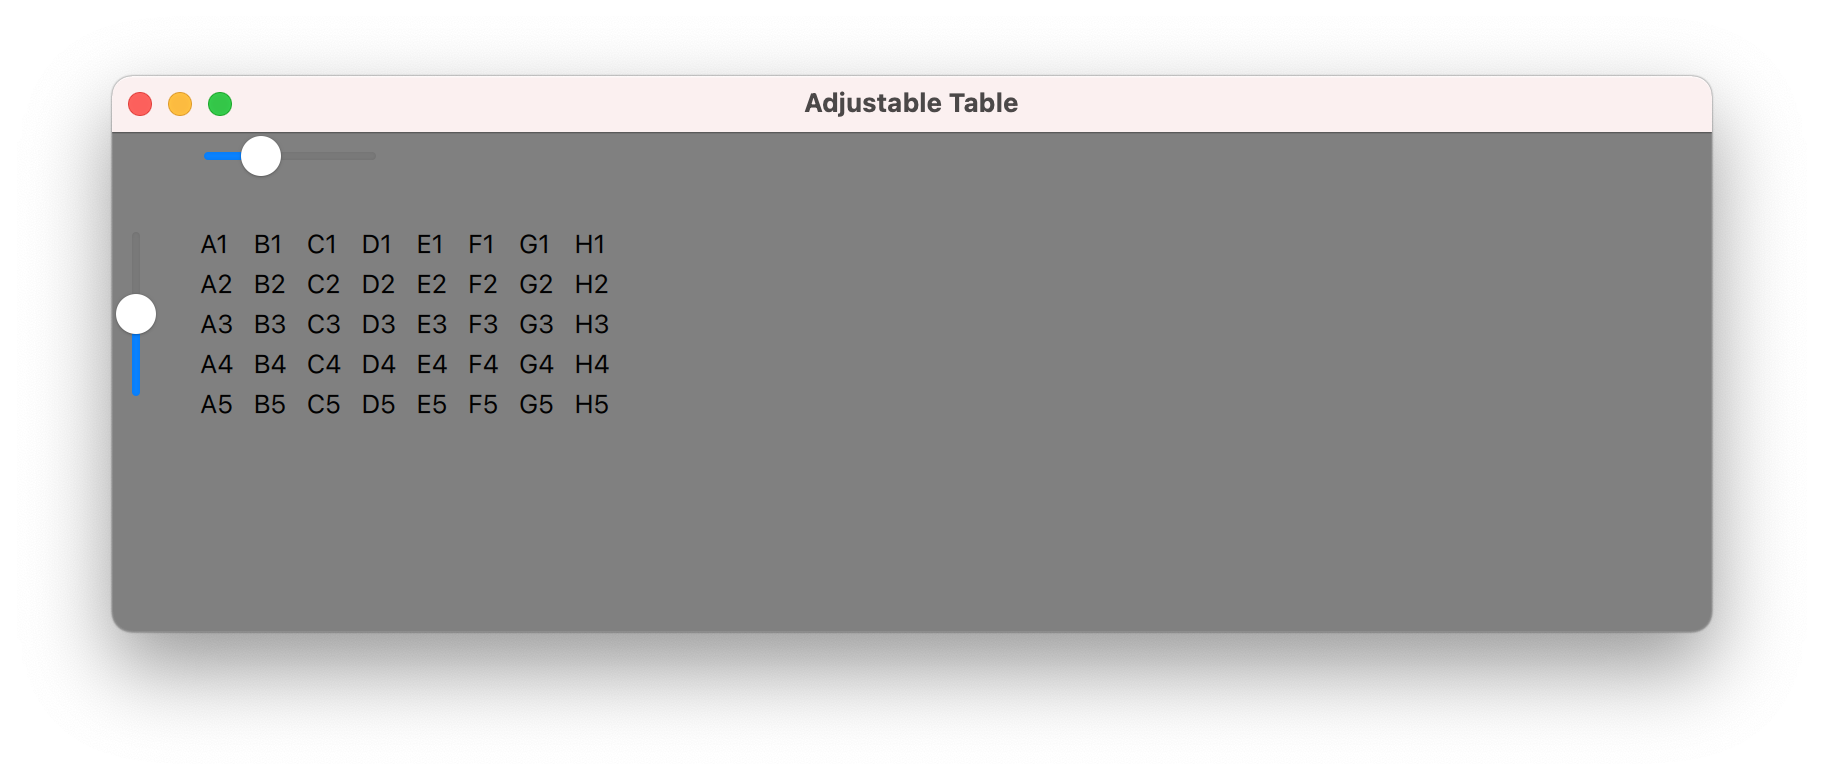 Adjustable Table
A1 B1 C1 D1 E1 F1 G1 H1
A2 B2 C2 D2 E2 F2 G2 H2
A3 B3 C3 D3 E3 F3 G3 H3
A4 B4 C4 D4 E4 F4 G4 H4
A5 B5 C5 D5 E5 F5 G5 H5